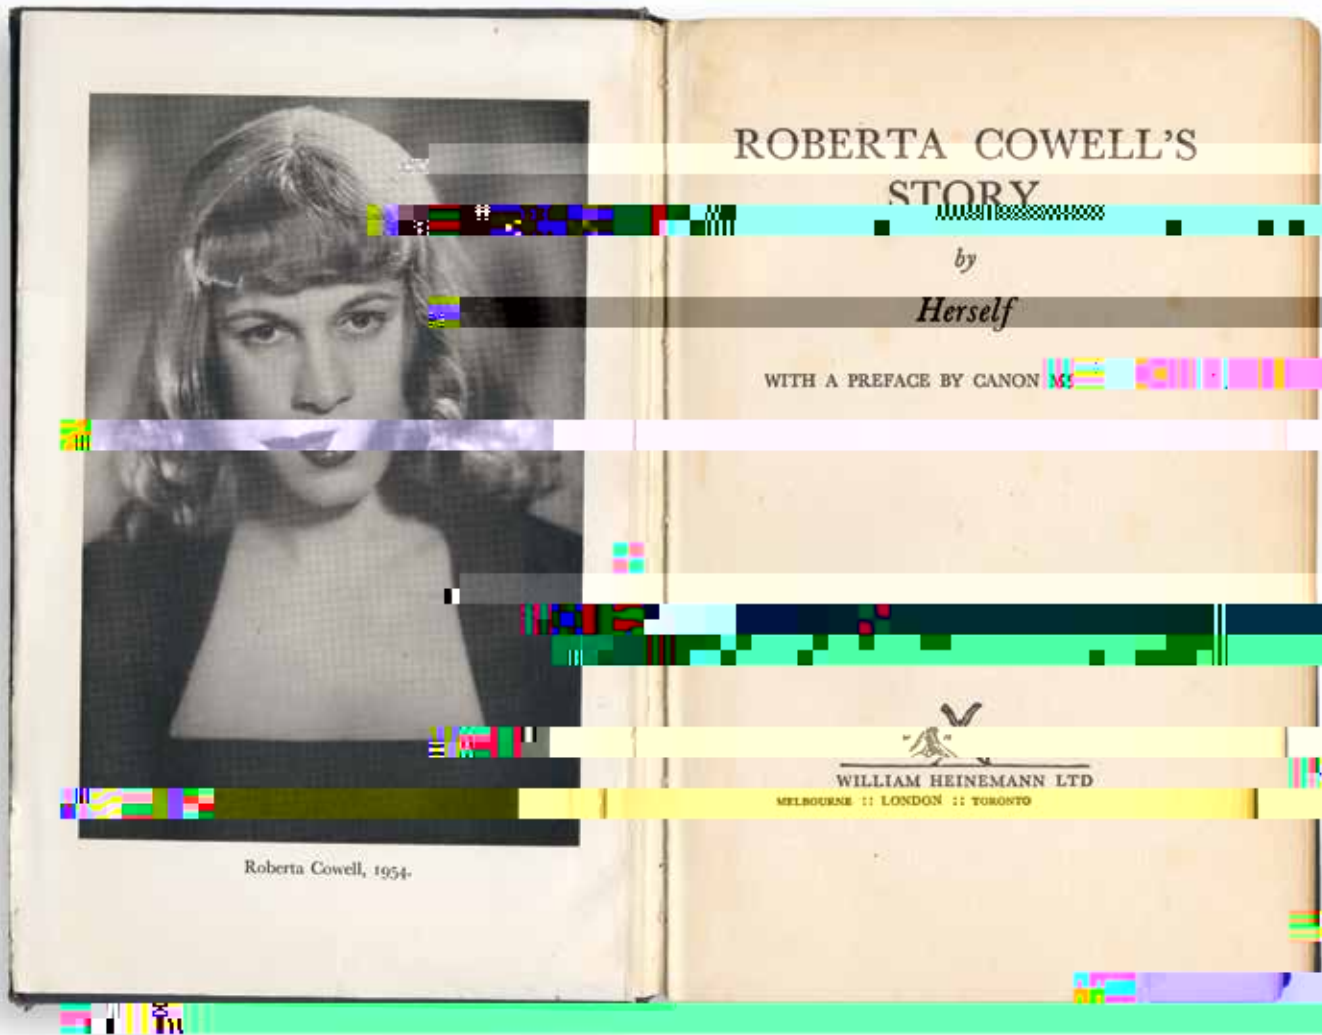 Roberta Cowell, 1954.
ROBERTA COWELL'S
STORY
by
Herself
WITH A PREFACE BY CANON
WILLIAM HEINEMANN LTD
MELBOURNE :: LONDON :: TORONTO